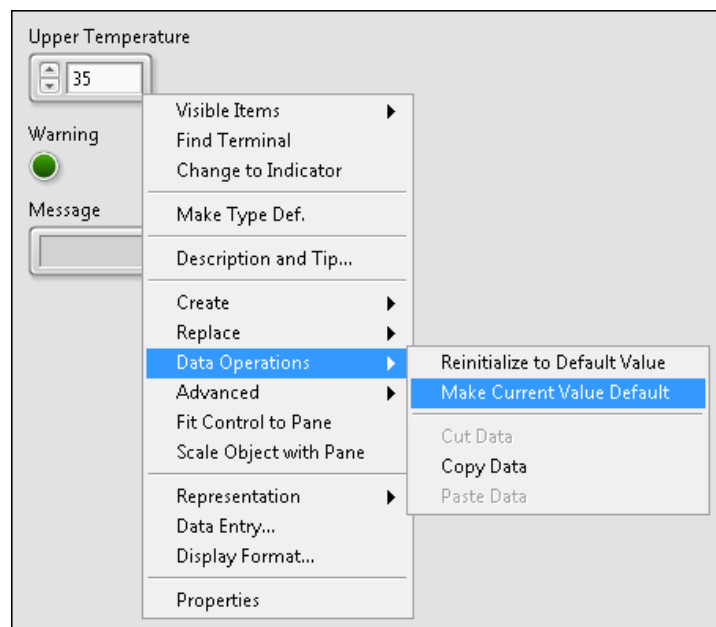 Upper Temperature
35
Warning
Message
Visible Items
Find Terminal
Change to Indicator
Make Type Def.
Description and Tip...
Create
Replace
Data Operations
Advanced
Fit Control to Pane
Scale Object with Pane
Representation
Data Entry...
Display Format...
Properties
Reinitialize to Default Value
Make Current Value Default
Cut Data
Copy Data
Paste Data